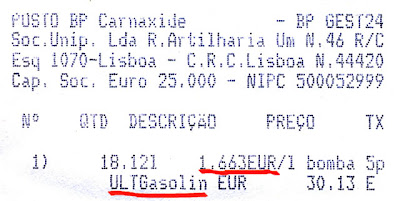 POSTO BP Carnaxide - BP GEST24
Soc.Unip. Lda R.Artilharia Um N.46 R/C
Esq 1070-Lisboa - C.R.C.Lisboa N.44420
Cap. Soc. Euro 25.000 - NIPC 500052999
Nº QTD DESCRIÇÃO PREÇO TX
1) 18.121 1.663EUR/l bomba 5p
ULTGasolin EUR 30.13 E